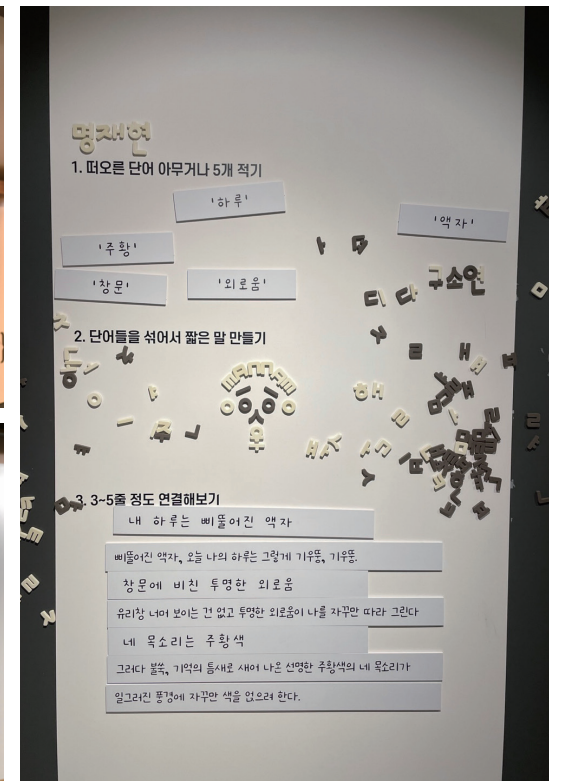 명재현
1. 떠오른 단어 아무거나 5개 적기
'하루'
'액자'
'주황'
'창문'
'외로움'
구소연
2. 단어들을 섞어서 짧은 말 만들기
3. 3~5줄 정도 연결해보기
내 하루는 삐뚤어진 액자
삐뚤어진 액자, 오늘 나의 하루는 그렇게 기우뚱, 기우뚱.
창문에 비친 투명한 외로움
유리창 너머 보이는 건 없고 투명한 외로움이 나를 자꾸만 따라 그린다
네 목소리는 주황색
그러다 불쑥, 기억의 틈새로 새어 나온 선명한 주황색의 네 목소리가
일그러진 풍경에 자꾸만 색을 얹으려 한다.